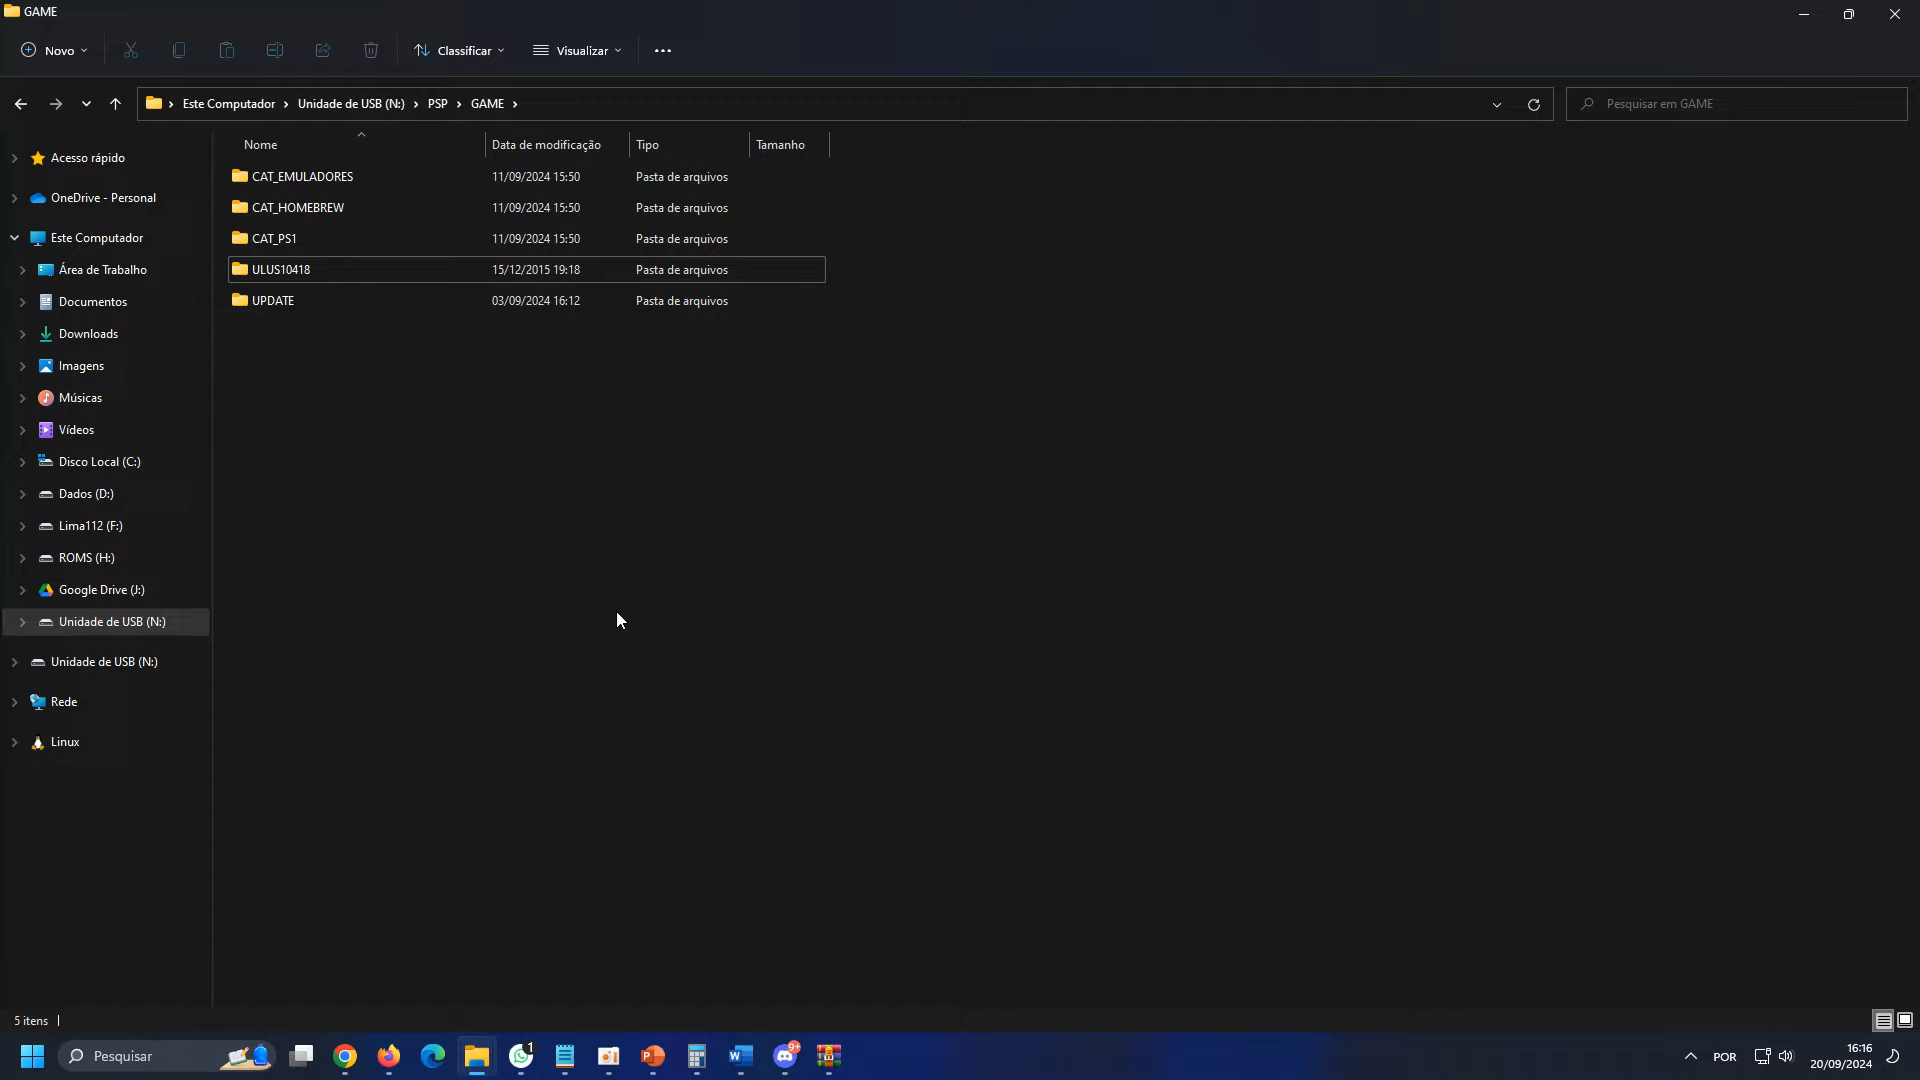 GAME
Novo
Classificar
Visualizar
Este Computador > Unidade de USB (N:) > PSP > GAME >
Pesquisar em GAME
Nome Data de modificação Tipo Tamanho
CAT_EMULADORES 11/09/2024 15:50 Pasta de arquivos
CAT_HOMEBREW 11/09/2024 15:50 Pasta de arquivos
CAT_PS1 11/09/2024 15:50 Pasta de arquivos
ULUS10418 15/12/2015 19:18 Pasta de arquivos
UPDATE 03/09/2024 16:12 Pasta de arquivos
Acesso rápido
OneDrive - Personal
Este Computador
Área de Trabalho
Documentos
Downloads
Imagens
Músicas
Vídeos
Disco Local (C:)
Dados (D:)
Lima112 (F:)
ROMS (H:)
Google Drive (J:)
Unidade de USB (N:)
Unidade de USB (N:)
Rede
Linux
5 itens
Pesquisar
1
9+
POR
16:16
20/09/2024